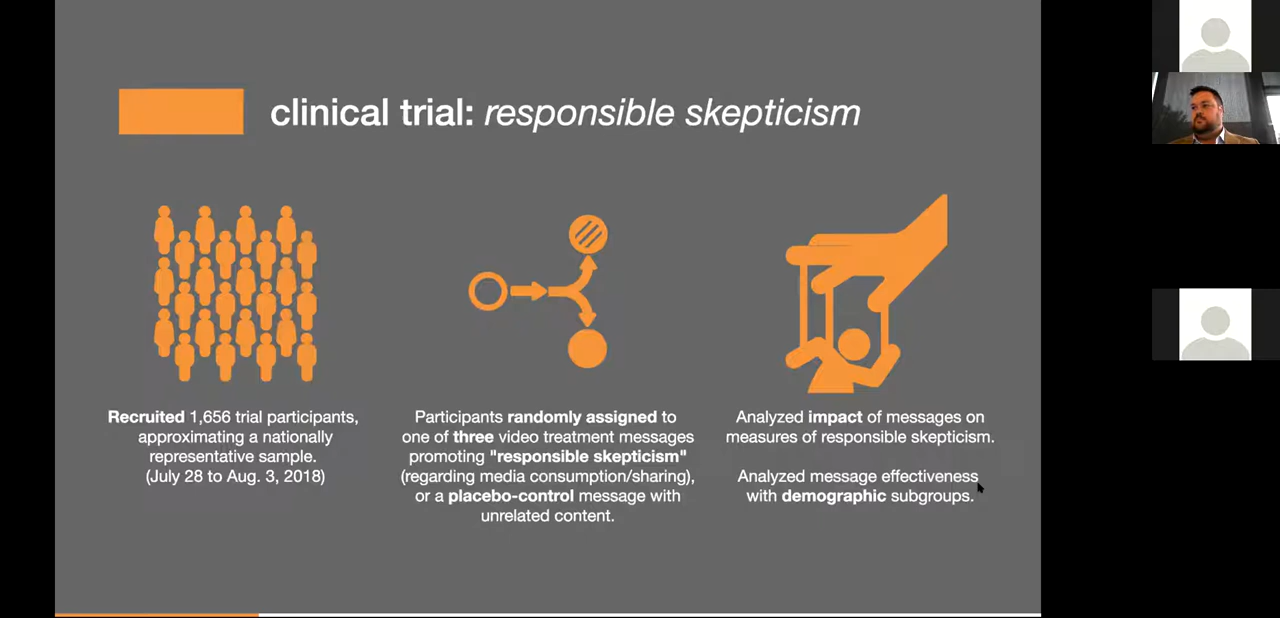 clinical trial: responsible skepticism
Recruited 1,656 trial participants,
approximating a nationally
representative sample.
(July 28 to Aug. 3, 2018)
Participants randomly assigned to
one of three video treatment messages
promoting "responsible skepticism"
(regarding media consumption/sharing),
or a placebo-control message with
unrelated content.
Analyzed impact of messages on
measures of responsible skepticism.
Analyzed message effectiveness
with demographic subgroups.